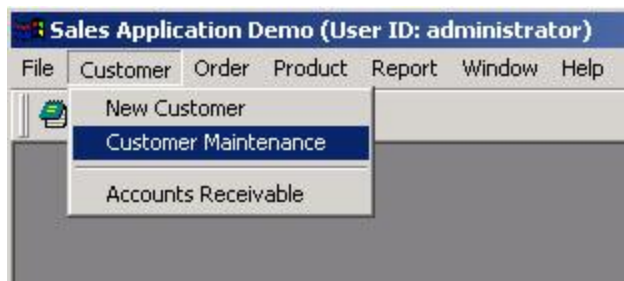 Sales Application Demo (User ID: administrator)
File Customer Order Product Report Window Help
New Customer
Customer Maintenance
Accounts Receivable